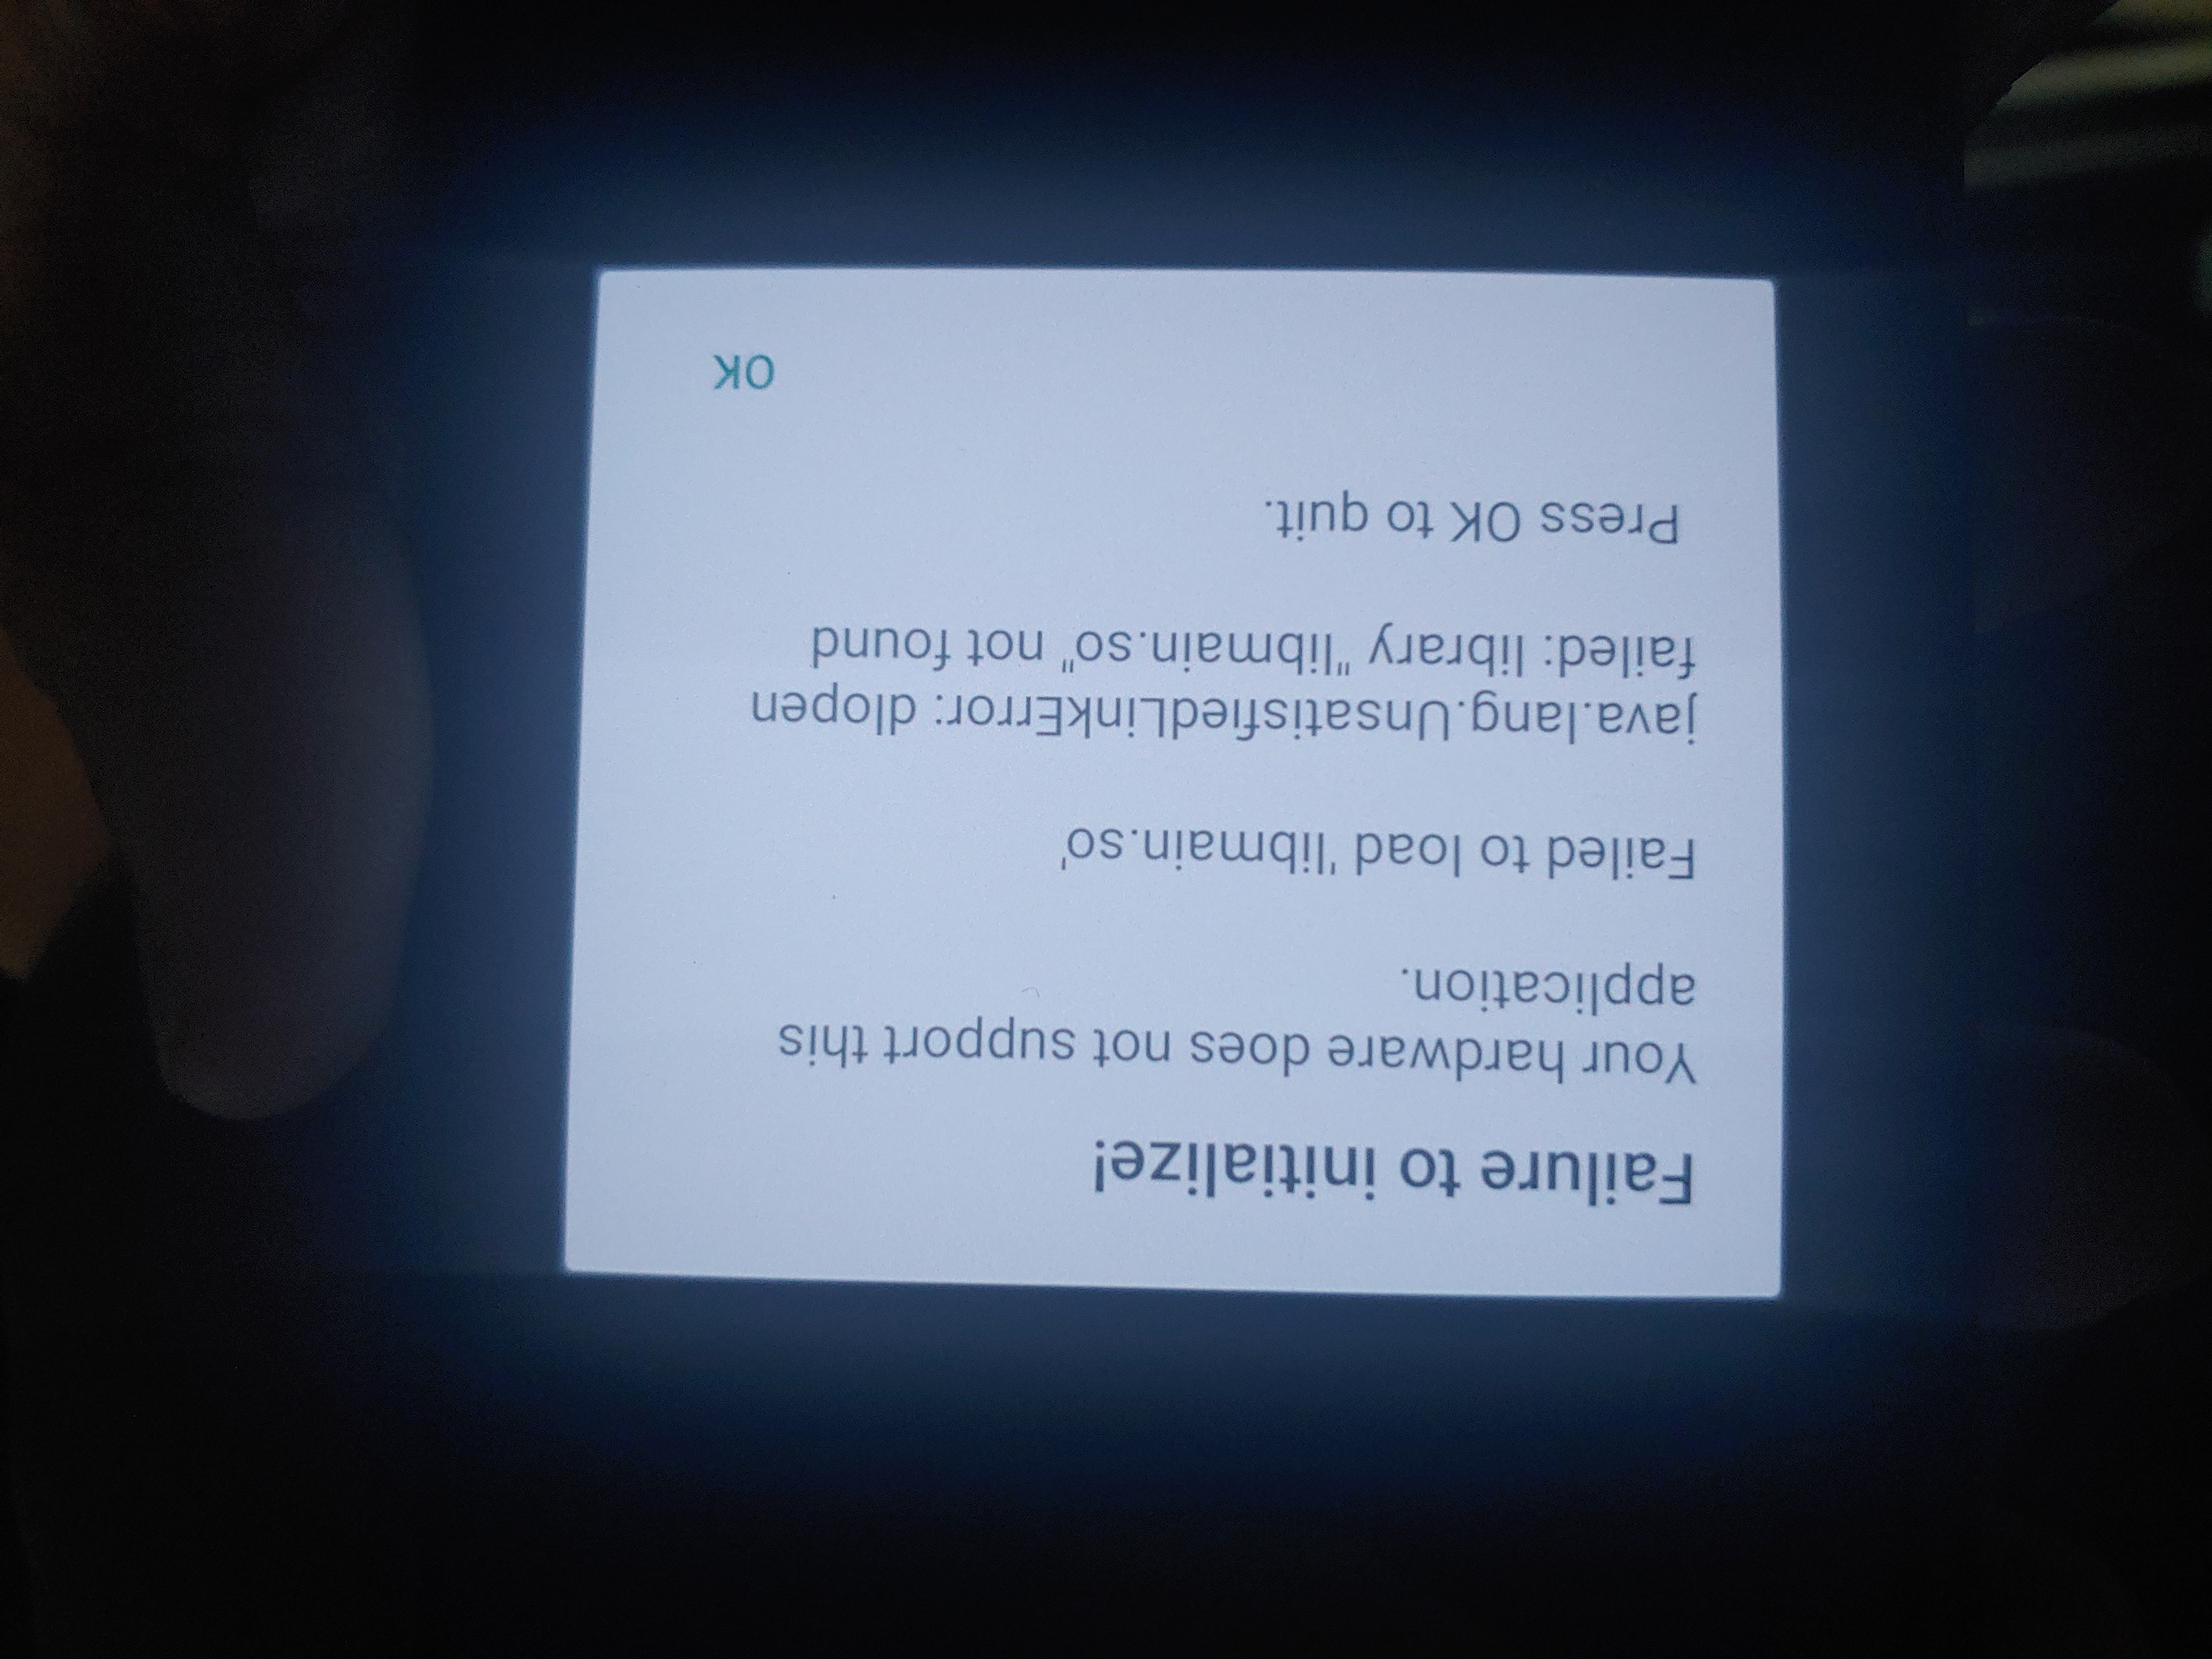 Failure to initialize!
Your hardware does not support this
application.
Failed to load 'libmain.so'
java.lang.UnsatisfiedLinkError: dlopen
failed: library "libmain.so" not found
Press OK to quit.
OK